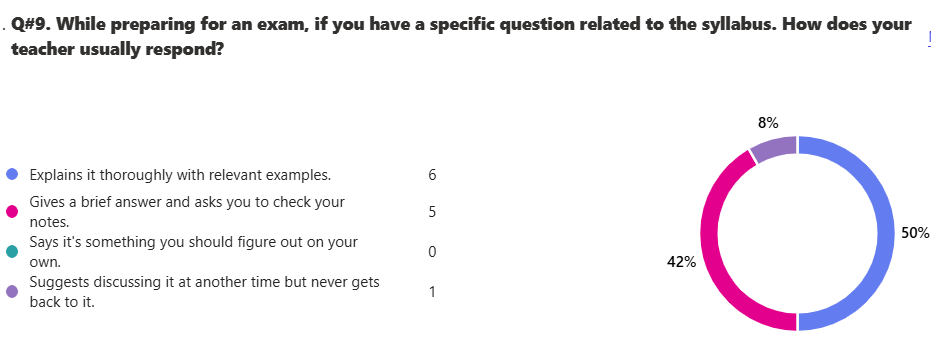 . Q#9. While preparing for an exam, if you have a specific question related to the syllabus. How does your
teacher usually respond?
8%
Explains it thoroughly with relevant examples. 6
Gives a brief answer and asks you to check your
notes. 5
Says it's something you should figure out on your
own. 0
Suggests discussing it at another time but never gets
back to it. 1
50%
42%